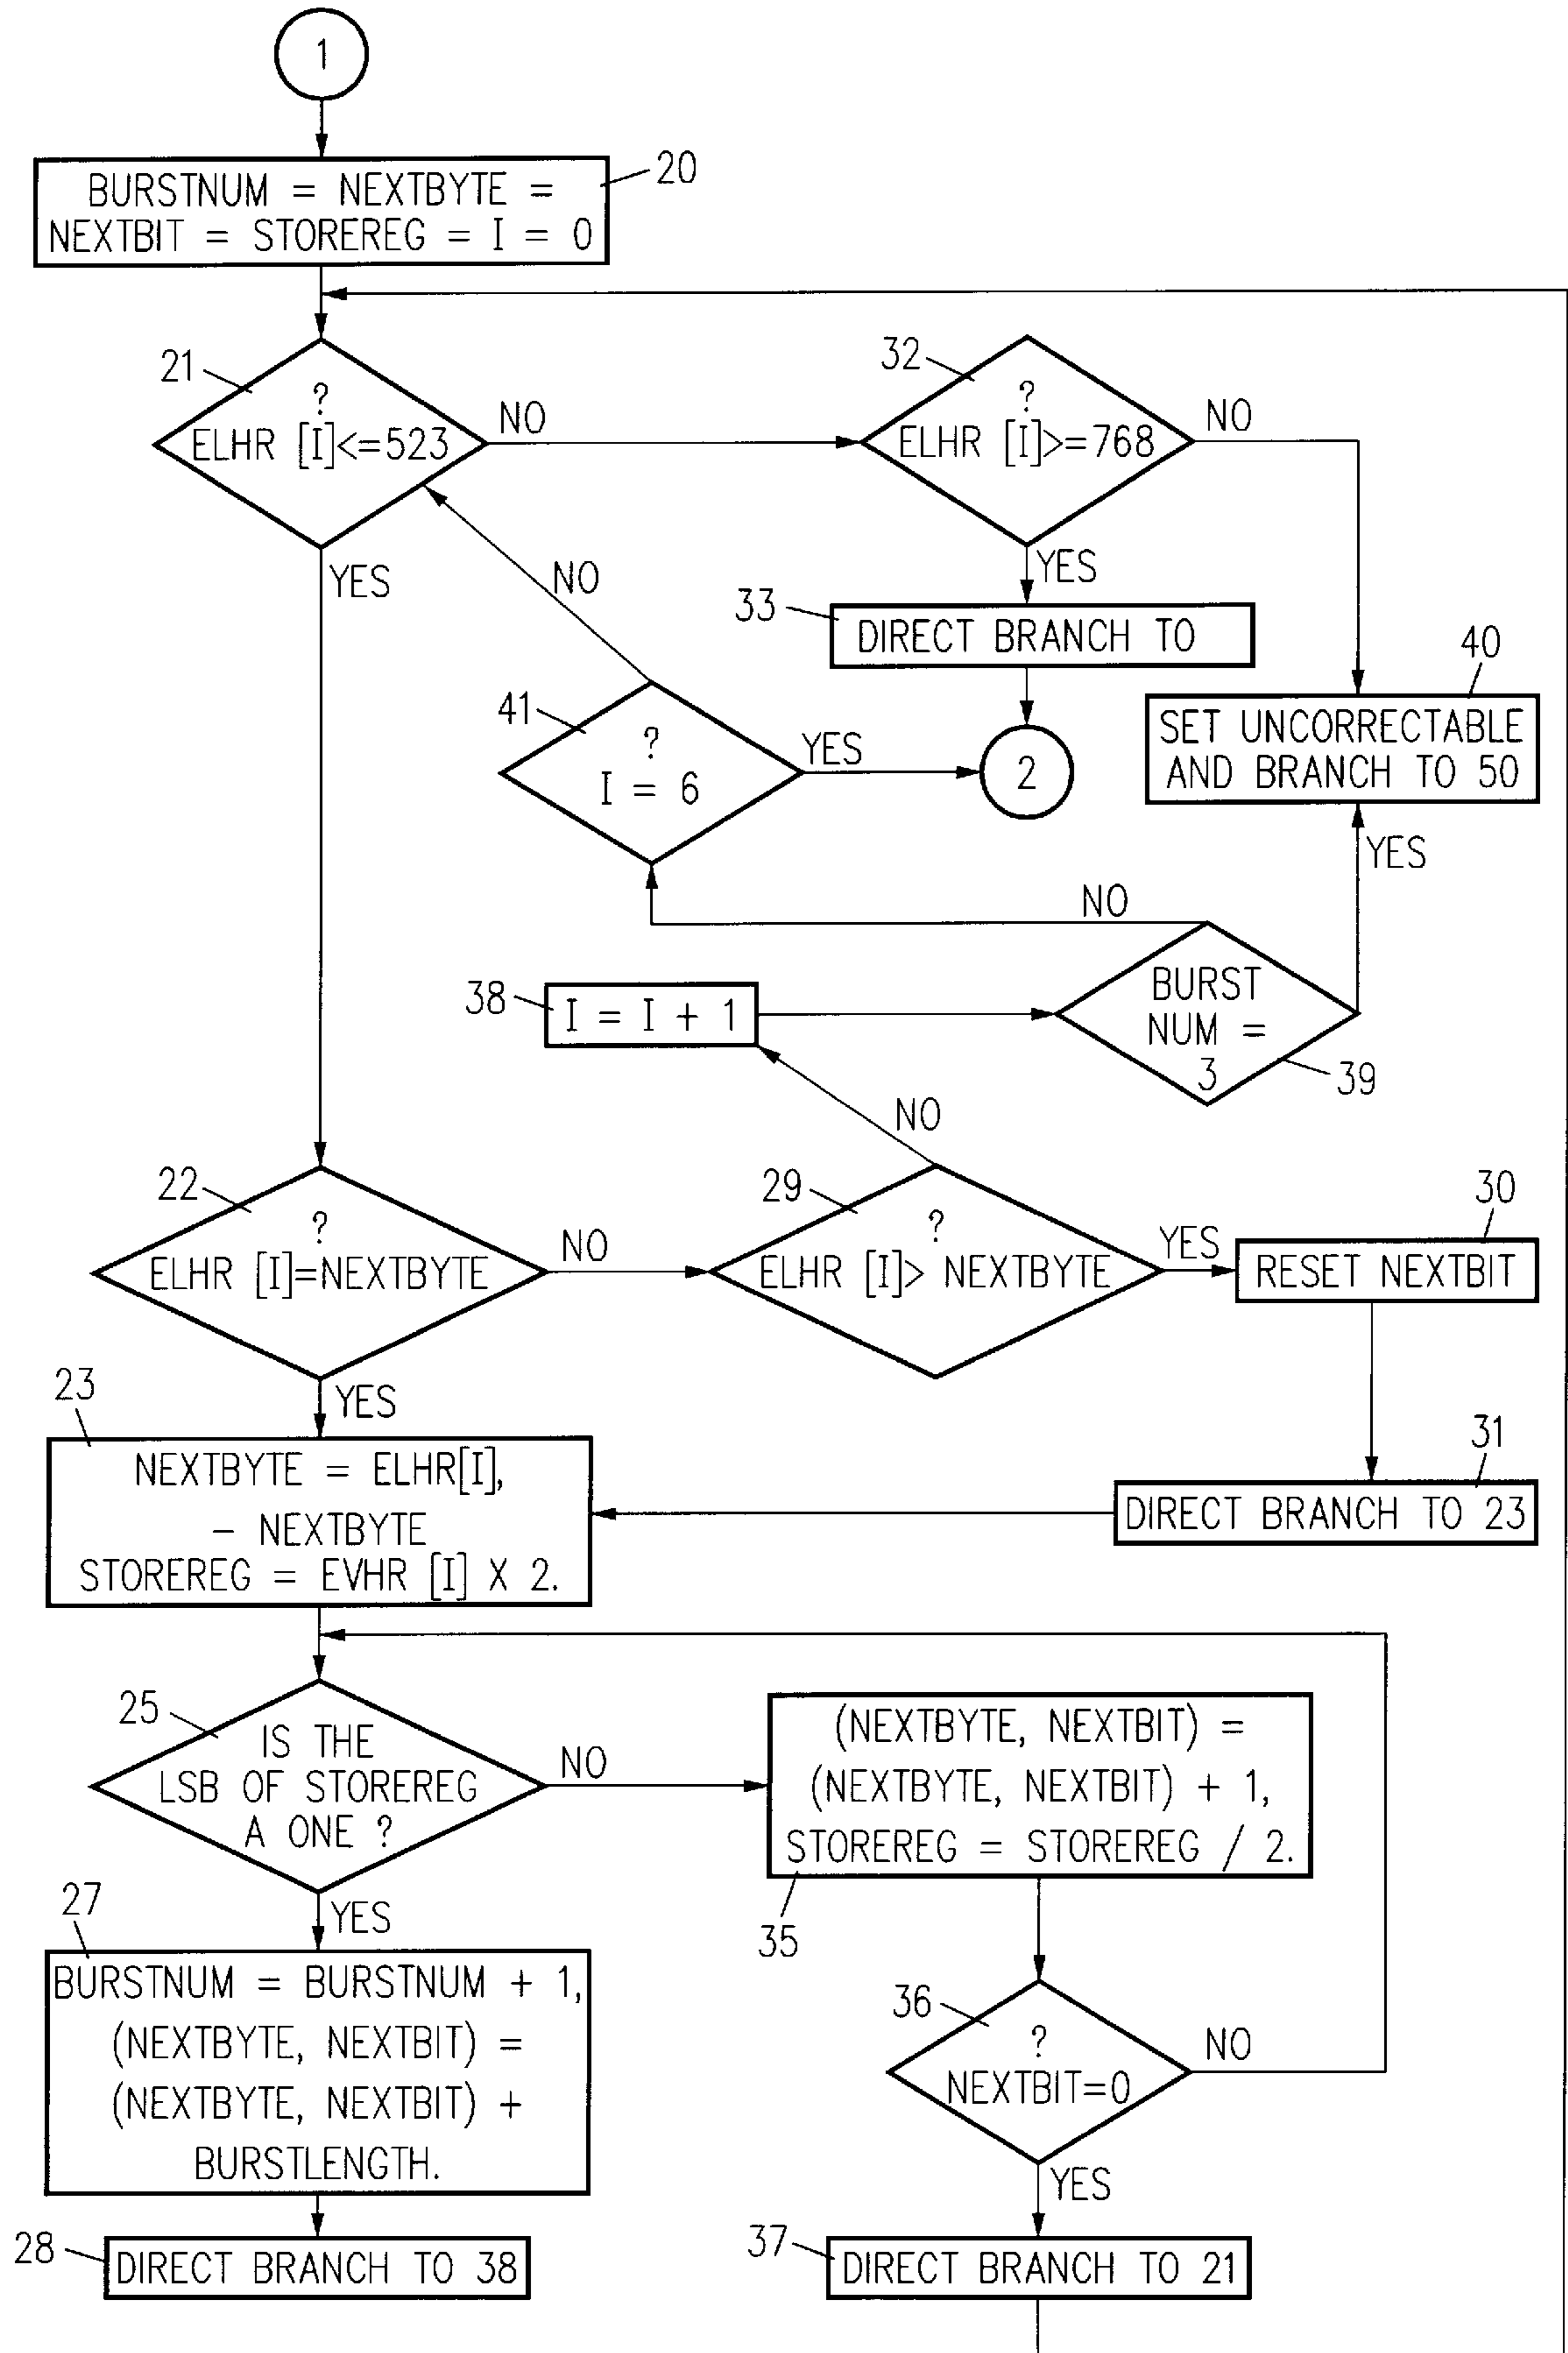 1
20
BURSTNUM = NEXTBYTE =
NEXTBIT = STOREREG = I = 0
21
?
ELHR [I]<=523
NO
YES
32
?
ELHR [I]>=768
NO
YES
33
DIRECT BRANCH TO
2
40
SET UNCORRECTABLE
AND BRANCH TO 50
YES
NO
41
?
I = 6
YES
NO
38
I = I + 1
BURST
NUM =
3
39
NO
22
?
ELHR [I]=NEXTBYTE
NO
YES
29
?
ELHR [I]> NEXTBYTE
YES
30
RESET NEXTBIT
31
DIRECT BRANCH TO 23
23
NEXTBYTE = ELHR[I],
- NEXTBYTE
STOREREG = EVHR [I] X 2.
25
IS THE
LSB OF STOREREG
A ONE ?
NO
YES
(NEXTBYTE, NEXTBIT) =
(NEXTBYTE, NEXTBIT) + 1,
STOREREG = STOREREG / 2.
35
27
BURSTNUM = BURSTNUM + 1,
(NEXTBYTE, NEXTBIT) =
(NEXTBYTE, NEXTBIT) +
BURSTLENGTH.
36
?
NEXTBIT=0
NO
YES
28
DIRECT BRANCH TO 38
37
DIRECT BRANCH TO 21